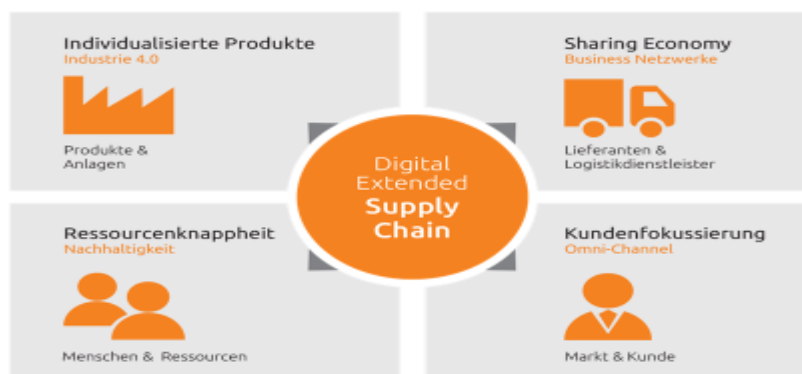 Individualisierte Produkte
Industrie 4.0
Produkte &
Anlagen
Sharing Economy
Business Netzwerke
Lieferanten &
Logistikdienstleister
Digital
Extended
Supply
Chain
Ressourcenknappheit
Nachhaltigkeit
Menschen & Ressourcen
Kundenfokussierung
Omni-Channel
Markt & Kunde